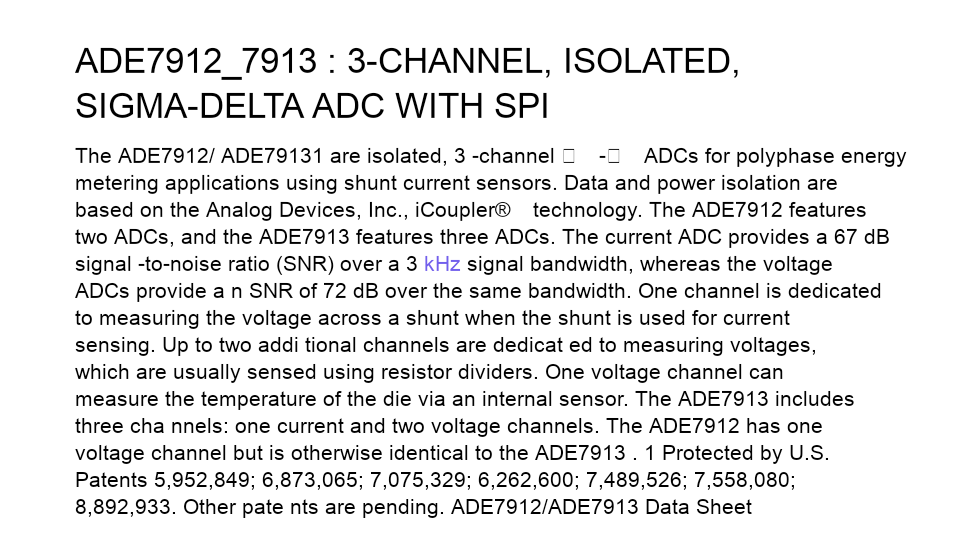 ADE7912_7913 : 3-CHANNEL, ISOLATED,
SIGMA-DELTA ADC WITH SPI
The ADE7912/ ADE79131 are isolated, 3 -channel  -  ADCs for polyphase energy
metering applications using shunt current sensors. Data and power isolation are
based on the Analog Devices, Inc., iCoupler® technology. The ADE7912 features
two ADCs, and the ADE7913 features three ADCs. The current ADC provides a 67 dB
signal -to-noise ratio (SNR) over a 3 kHz signal bandwidth, whereas the voltage
ADCs provide a n SNR of 72 dB over the same bandwidth. One channel is dedicated
to measuring the voltage across a shunt when the shunt is used for current
sensing. Up to two addi tional channels are dedicat ed to measuring voltages,
which are usually sensed using resistor dividers. One voltage channel can
measure the temperature of the die via an internal sensor. The ADE7913 includes
three cha nnels: one current and two voltage channels. The ADE7912 has one
voltage channel but is otherwise identical to the ADE7913 . 1 Protected by U.S.
Patents 5,952,849; 6,873,065; 7,075,329; 6,262,600; 7,489,526; 7,558,080;
8,892,933. Other pate nts are pending. ADE7912/ADE7913 Data Sheet